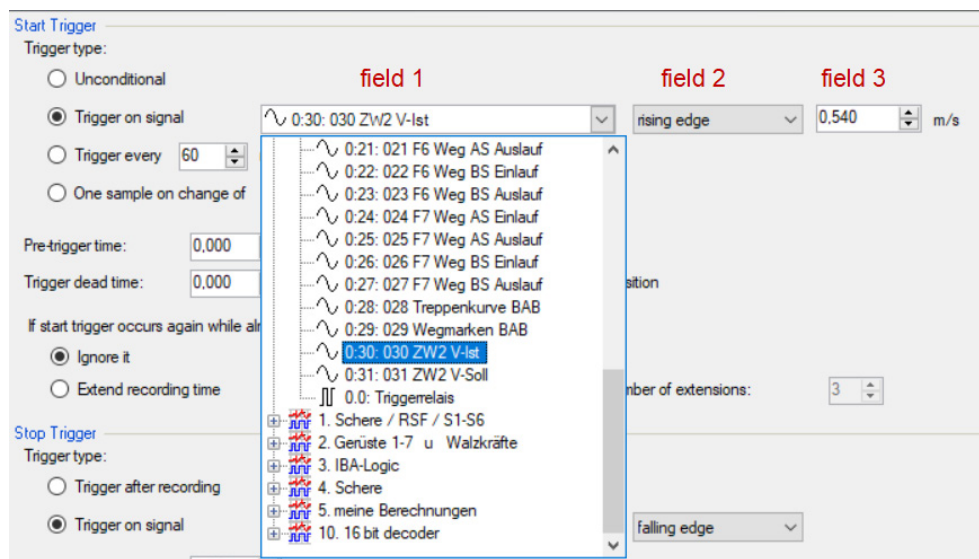 Start Trigger
Trigger type:
field 1 field 2 field 3
Unconditional
Trigger on signal 0:30: 030 ZW2 V-Ist rising edge 0,540 m/s
0:21: 021 F6 Weg AS Auslauf
Trigger every 60
0:22: 022 F6 Weg BS Einlauf
0:23: 023 F6 Weg BS Auslauf
One sample on change of
0:24: 024 F7 Weg AS Einlauf
0:25: 025 F7 Weg AS Auslauf
Pre-trigger time: 0,000
0:26: 026 F7 Weg BS Einlauf
Trigger dead time: 0,000 0:27: 027 F7 Weg BS Auslauf sition
0:28: 028 Treppenkurve BAB
If start trigger occurs again while alr 0:29: 029 Wegmarken BAB
Ignore it 0:30: 030 ZW2 V-Ist
0:31: 031 ZW2 V-Soll
Extend recording time 0.0: Triggerrelais nber of extensions: 3
1. Schere / RSF / S1-S6
Stop Trigger
2. Gerüste 1-7 u Walzkräfte
Trigger type:
3. IBA-Logic
Trigger after recording 4. Schere
5. meine Berechnungen
Trigger on signal falling edge
10. 16 bit decoder